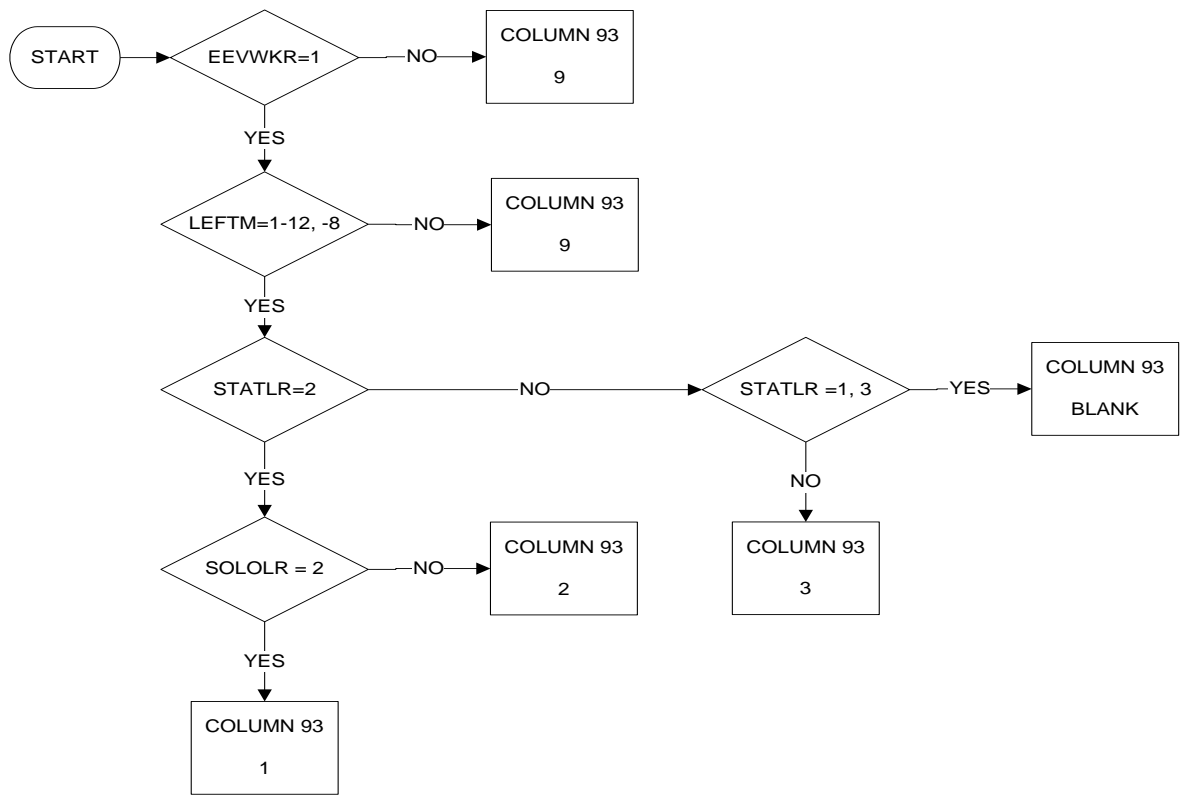 START
EEVWKR=1
NO
COLUMN 93
9
YES
LEFTM=1-12, -8
NO
COLUMN 93
9
YES
STATLR=2
NO
STATLR =1, 3
YES
COLUMN 93
BLANK
YES
NO
SOLOLR = 2
NO
COLUMN 93
2
COLUMN 93
3
YES
COLUMN 93
1